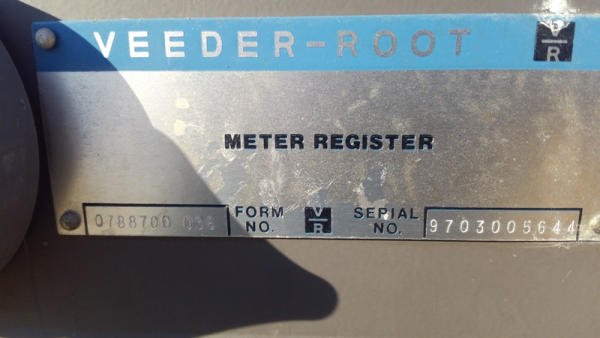 VEEDER-ROOT V/R
METER REGISTER
0788700 036 FORM NO. V/R SERIAL NO. 9703005644